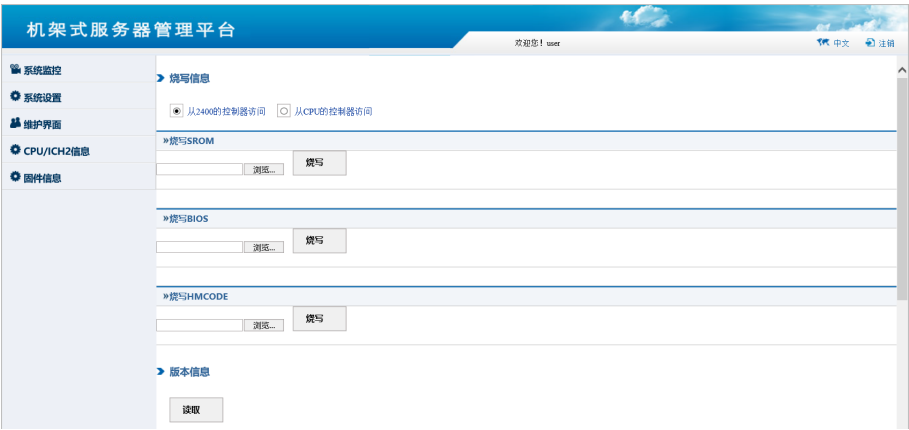 机架式服务器管理平台
欢迎您！user
中文 注销
系统监控
系统设置
维护界面
CPU/ICH2信息
固件信息
烧写信息
从2400的控制器访问 从CPU的控制器访问
»烧写SROM
浏览... 烧写
»烧写BIOS
浏览... 烧写
»烧写HMCODE
浏览... 烧写
版本信息
读取